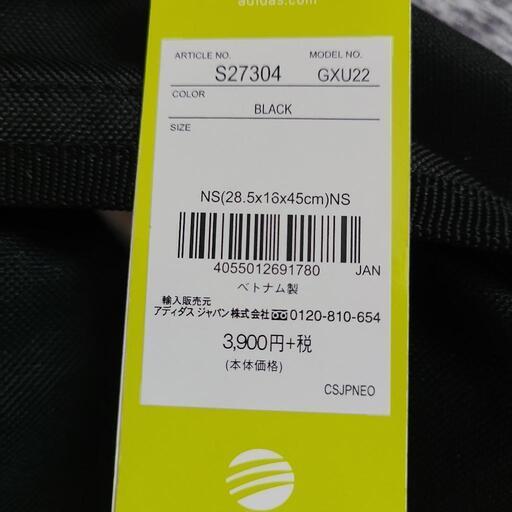 adidas.com
ARTICLE NO. MODEL NO.
S27304 GXU22
COLOR
BLACK
SIZE
NS(28.5x16x45cm)NS
4055012691780 JAN
ベトナム製
輸入販売元
アディダス ジャパン株式会社 0120-810-654
3,900円+税
(本体価格)
CSJPNEO